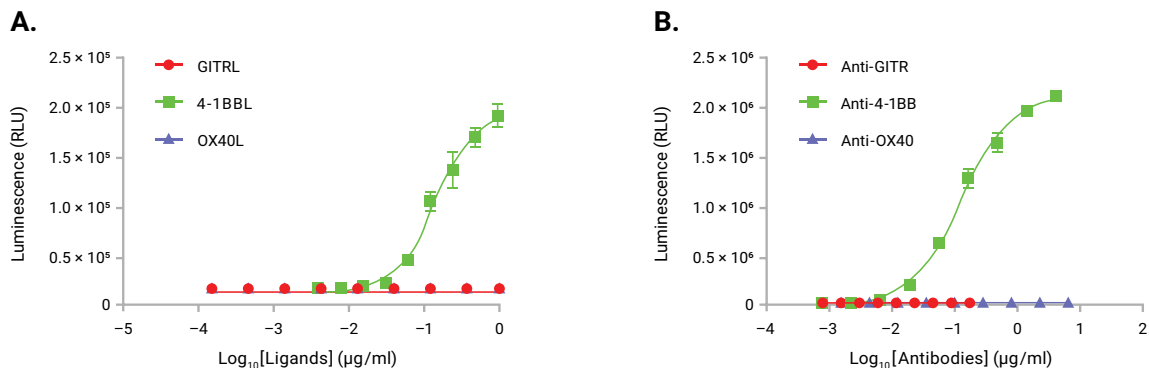 A.
2.5 × 10⁵
2.0 × 10⁵
1.5 × 10⁵
1.0 × 10⁵
0.5 × 10⁵
0
Luminescence (RLU)
GITRL
4-1BBL
OX40L
−5
−4
−3
−2
−1
0
Log₁₀[Ligands] (µg/ml)
B.
2.5 × 10⁶
2.0 × 10⁶
1.5 × 10⁶
1.0 × 10⁶
0.5 × 10⁶
0
Luminescence (RLU)
Anti-GITR
Anti-4-1BB
Anti-OX40
−4
−3
−2
−1
0
1
2
Log₁₀[Antibodies] (µg/ml)